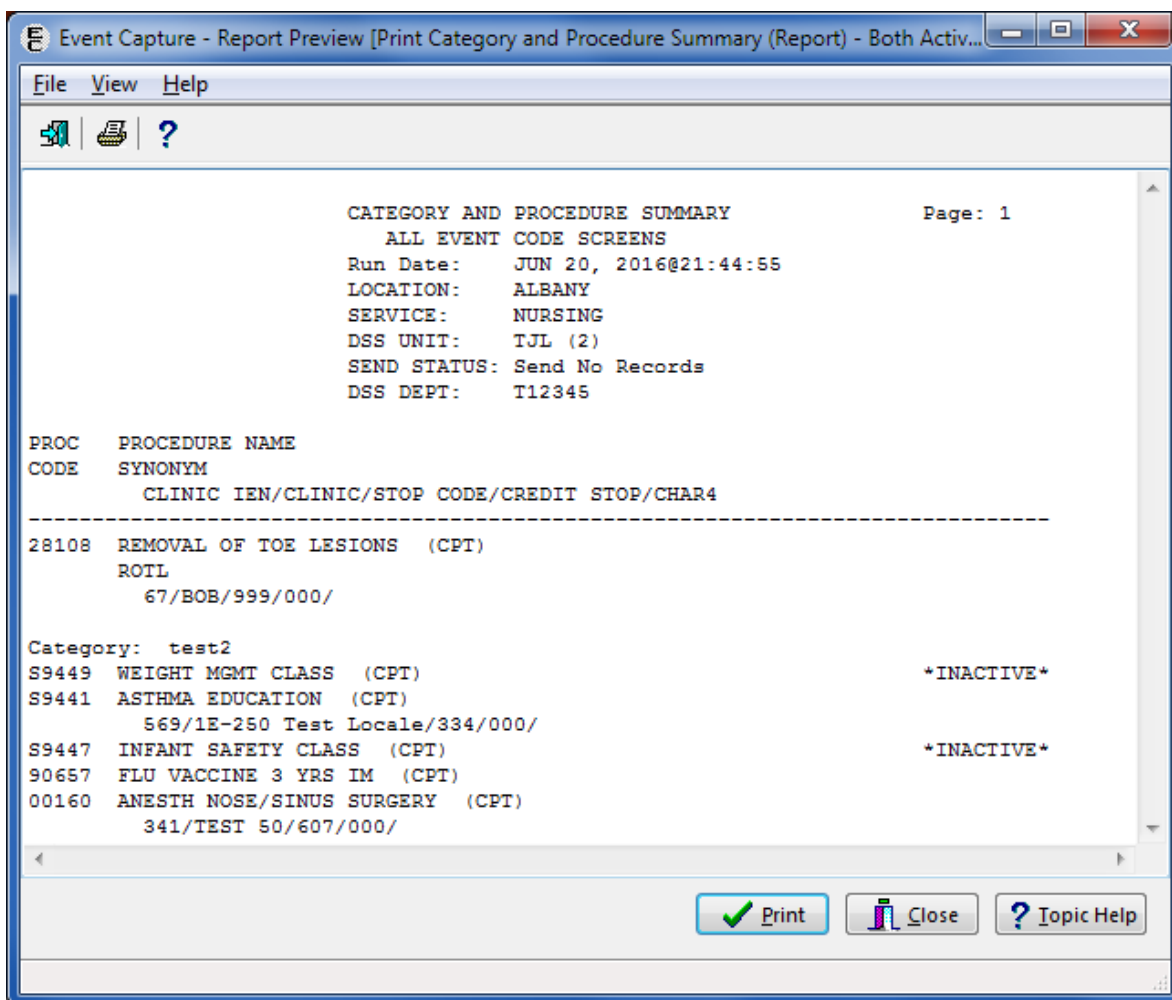 Event Capture - Report Preview [Print Category and Procedure Summary (Report) - Both Activ...
File View Help
CATEGORY AND PROCEDURE SUMMARY Page: 1
ALL EVENT CODE SCREENS
Run Date: JUN 20, 2016@21:44:55
LOCATION: ALBANY
SERVICE: NURSING
DSS UNIT: TJL (2)
SEND STATUS: Send No Records
DSS DEPT: T12345
PROC PROCEDURE NAME
CODE SYNONYM
CLINIC IEN/CLINIC/STOP CODE/CREDIT STOP/CHAR4
--------------------------------------------------------------------------------
28108 REMOVAL OF TOE LESIONS (CPT)
ROTL
67/BOB/999/000/
Category: test2
S9449 WEIGHT MGMT CLASS (CPT) *INACTIVE*
S9441 ASTHMA EDUCATION (CPT)
569/1E-250 Test Locale/334/000/
S9447 INFANT SAFETY CLASS (CPT) *INACTIVE*
90657 FLU VACCINE 3 YRS IM (CPT)
00160 ANESTH NOSE/SINUS SURGERY (CPT)
341/TEST 50/607/000/
Print Close ? Topic Help